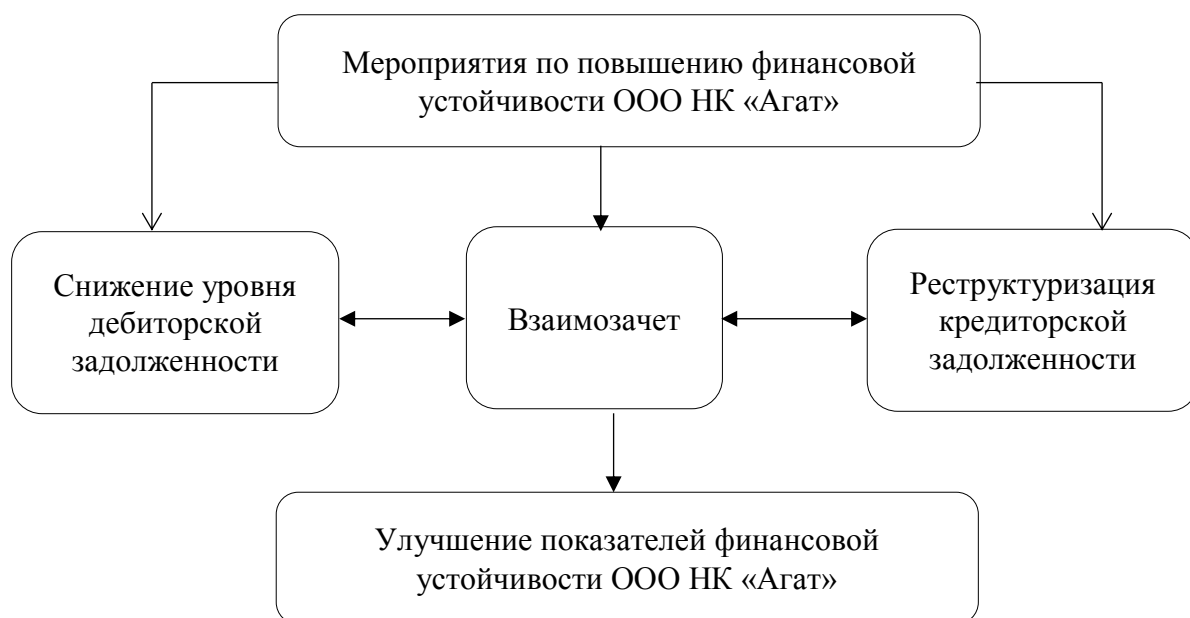 Мероприятия по повышению финансовой
устойчивости ООО НК «Агат»
Снижение уровня
дебиторской
задолженности
Взаимозачет
Реструктуризация
кредиторской
задолженности
Улучшение показателей финансовой
устойчивости ООО НК «Агат»